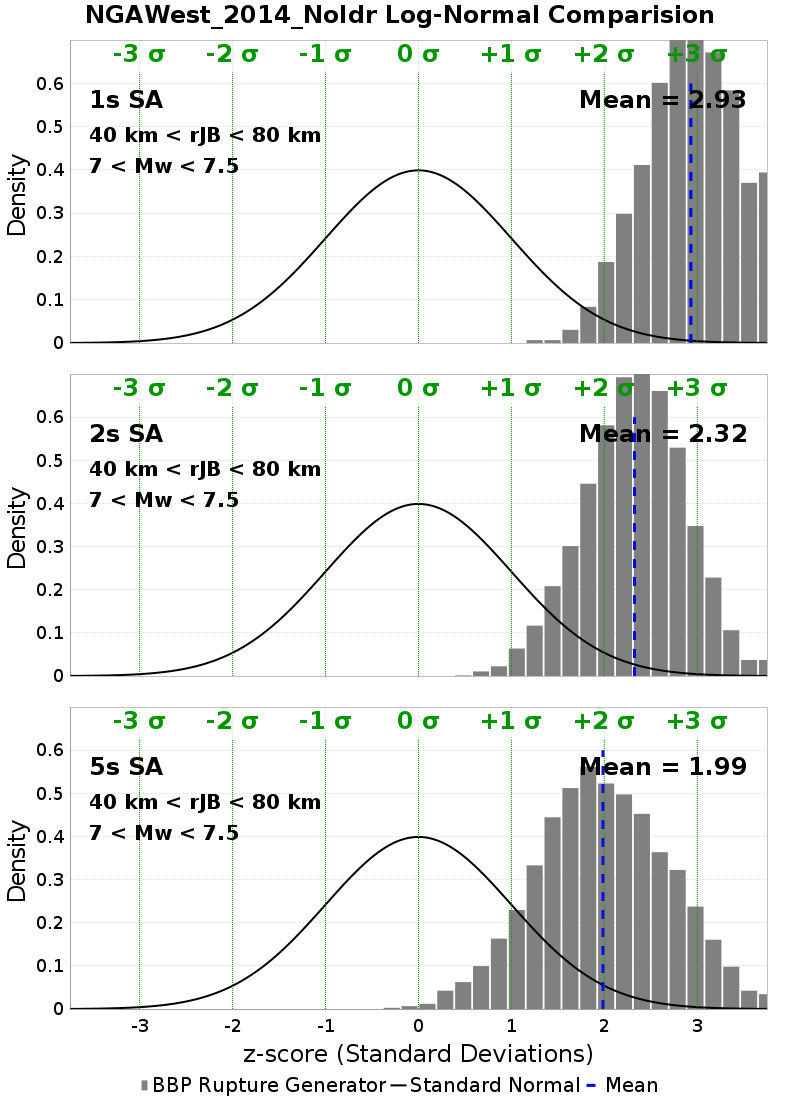 NGAWest_2014_NoIdr Log-Normal Comparision
-3 σ -2 σ -1 σ 0 σ +1 σ +2 σ +3 σ
1s SA
Mean = 2.93
40 km < rJB < 80 km
7 < Mw < 7.5
Density
0.6
0.5
0.4
0.3
0.2
0.1
0
-3 σ -2 σ -1 σ 0 σ +1 σ +2 σ +3 σ
2s SA
Mean = 2.32
40 km < rJB < 80 km
7 < Mw < 7.5
Density
0.6
0.5
0.4
0.3
0.2
0.1
0
-3 σ -2 σ -1 σ 0 σ +1 σ +2 σ +3 σ
5s SA
Mean = 1.99
40 km < rJB < 80 km
7 < Mw < 7.5
Density
0.6
0.5
0.4
0.3
0.2
0.1
0
-3 -2 -1 0 1 2 3
z-score (Standard Deviations)
BBP Rupture Generator Standard Normal Mean